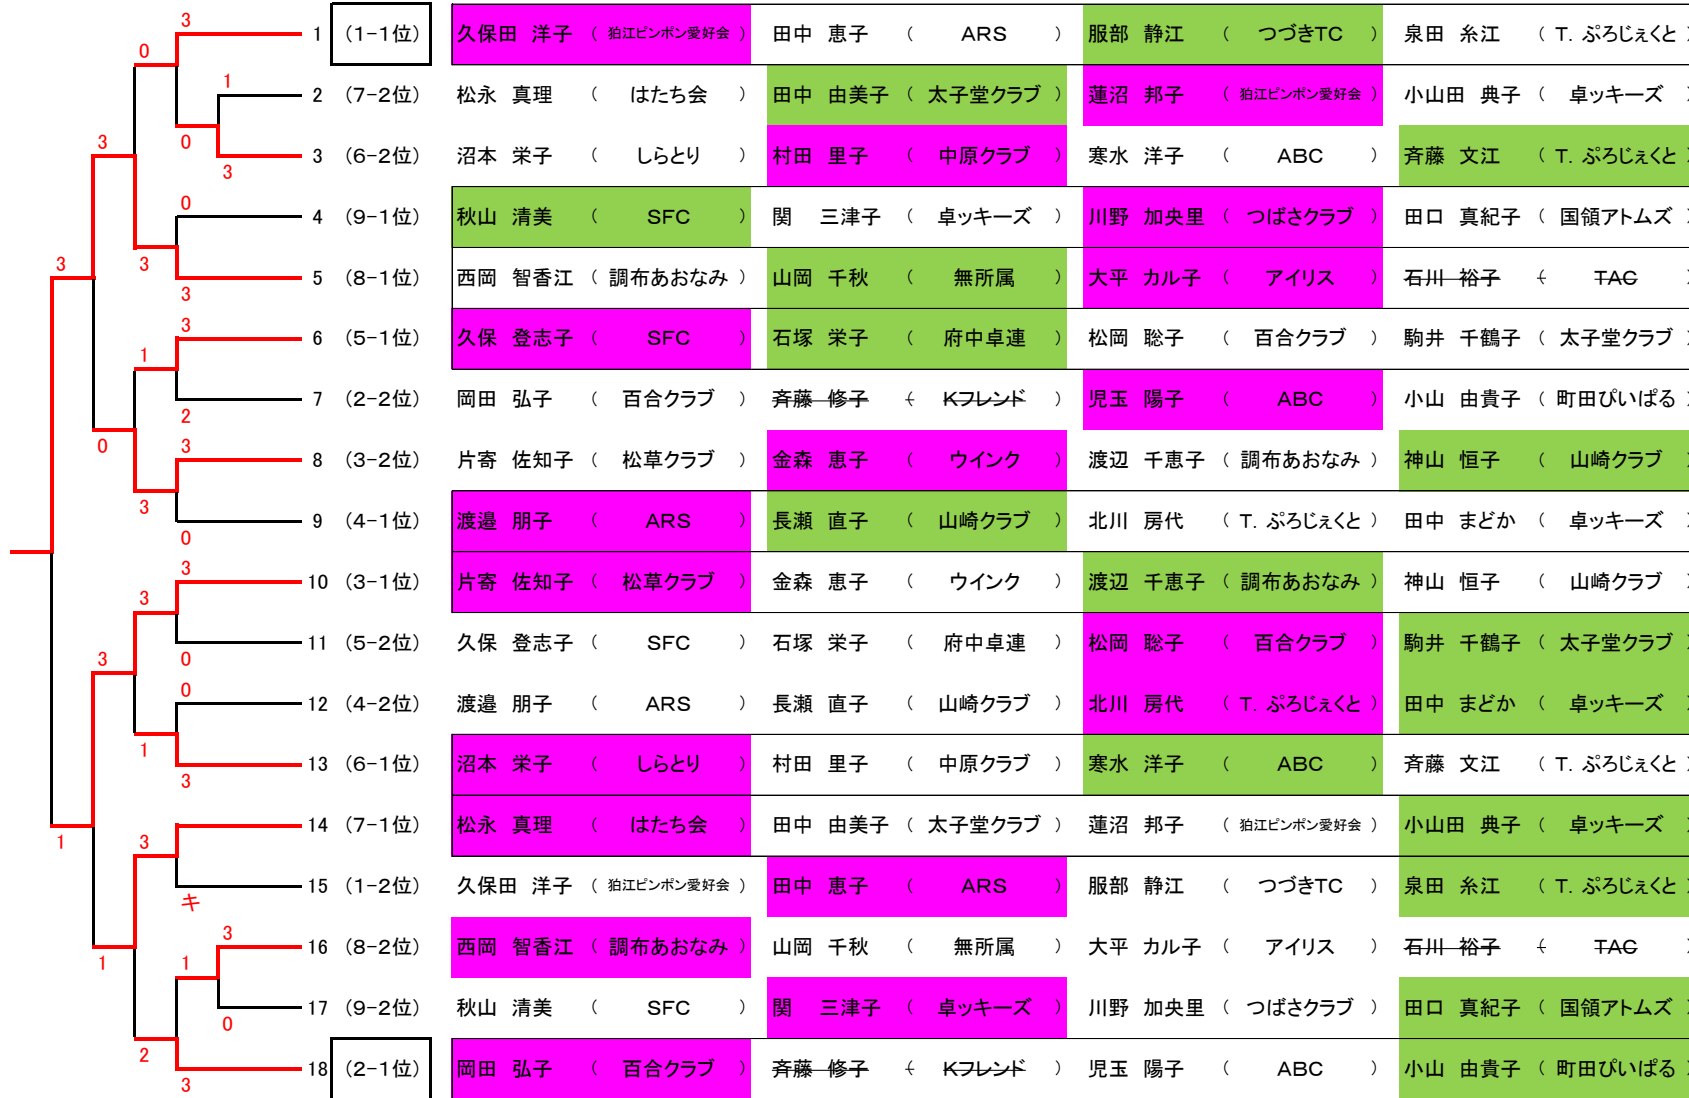 3
1 (1-1位) 久保田 洋子 ( 狛江ピンポン愛好会 ) 田中 恵子 ( ARS ) 服部 静江 ( つづきTC ) 泉田 糸江 ( T. ぷろじぇくと )
0
1
2 (7-2位) 松永 真理 ( はたち会 ) 田中 由美子 ( 太子堂クラブ ) 蓮沼 邦子 ( 狛江ピンポン愛好会 ) 小山田 典子 ( 卓ッキーズ )
3 0
3 (6-2位) 沼本 栄子 ( しらとり ) 村田 里子 ( 中原クラブ ) 寒水 洋子 ( ABC ) 斉藤 文江 ( T. ぷろじぇくと )
3
0
4 (9-1位) 秋山 清美 ( SFC ) 関 三津子 ( 卓ッキーズ ) 川野 加央里 ( つばさクラブ ) 田口 真紀子 ( 国領アトムズ )
3 3
5 (8-1位) 西岡 智香江 ( 調布あおなみ ) 山岡 千秋 ( 無所属 ) 大平 カル子 ( アイリス ) 石川 裕子 ( TAC
3
3
6 (5-1位) 久保 登志子 ( SFC ) 石塚 栄子 ( 府中卓連 ) 松岡 聡子 ( 百合クラブ ) 駒井 千鶴子 ( 太子堂クラブ )
1
7 (2-2位) 岡田 弘子 ( 百合クラブ ) 斉藤 修子 ( Kフレンド ) 児玉 陽子 ( ABC ) 小山 由貴子 ( 町田ぴいぱる )
2
0 3
8 (3-2位) 片寄 佐知子 ( 松草クラブ ) 金森 恵子 ( ウインク ) 渡辺 千恵子 ( 調布あおなみ ) 神山 恒子 ( 山崎クラブ )
3
9 (4-1位) 渡邉 朋子 ( ARS ) 長瀬 直子 ( 山崎クラブ ) 北川 房代 ( T. ぷろじぇくと ) 田中 まどか ( 卓ッキーズ )
0
3
10 (3-1位) 片寄 佐知子 ( 松草クラブ ) 金森 恵子 ( ウインク ) 渡辺 千恵子 ( 調布あおなみ ) 神山 恒子 ( 山崎クラブ )
3
11 (5-2位) 久保 登志子 ( SFC ) 石塚 栄子 ( 府中卓連 ) 松岡 聡子 ( 百合クラブ ) 駒井 千鶴子 ( 太子堂クラブ )
3 0
0
12 (4-2位) 渡邉 朋子 ( ARS ) 長瀬 直子 ( 山崎クラブ ) 北川 房代 ( T. ぷろじぇくと ) 田中 まどか ( 卓ッキーズ )
1
13 (6-1位) 沼本 栄子 ( しらとり ) 村田 里子 ( 中原クラブ ) 寒水 洋子 ( ABC ) 斉藤 文江 ( T. ぷろじぇくと )
3
14 (7-1位) 松永 真理 ( はたち会 ) 田中 由美子 ( 太子堂クラブ ) 蓮沼 邦子 ( 狛江ピンポン愛好会 ) 小山田 典子 ( 卓ッキーズ )
1 3
15 (1-2位) 久保田 洋子 ( 狛江ピンポン愛好会 ) 田中 恵子 ( ARS ) 服部 静江 ( つづきTC ) 泉田 糸江 ( T. ぷろじぇくと )
キ
3
16 (8-2位) 西岡 智香江 ( 調布あおなみ ) 山岡 千秋 ( 無所属 ) 大平 カル子 ( アイリス ) 石川 裕子 ( TAC
1 1
17 (9-2位) 秋山 清美 ( SFC ) 関 三津子 ( 卓ッキーズ ) 川野 加央里 ( つばさクラブ ) 田口 真紀子 ( 国領アトムズ )
0
2
18 (2-1位) 岡田 弘子 ( 百合クラブ ) 斉藤 修子 ( Kフレンド ) 児玉 陽子 ( ABC ) 小山 由貴子 ( 町田ぴいぱる )
3